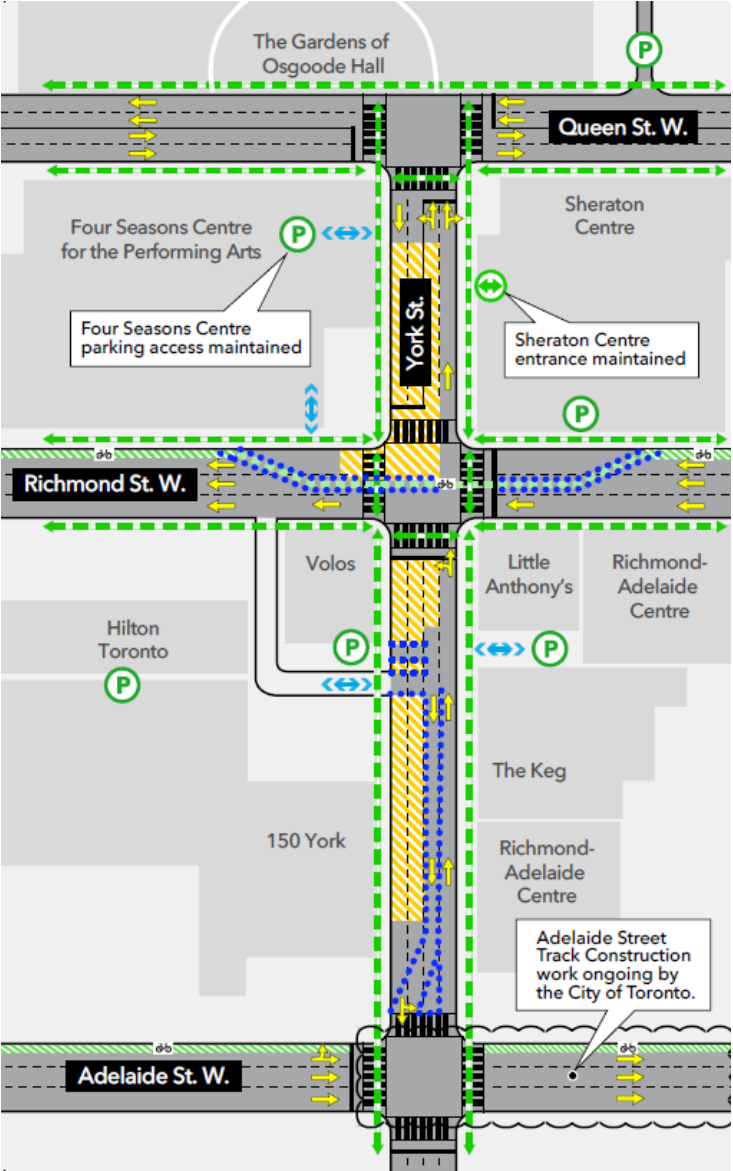 The Gardens of
Osgoode Hall
P
Queen St. W.
Four Seasons Centre
for the Performing Arts
P
Sheraton
Centre
York St.
Four Seasons Centre
parking access maintained
Sheraton Centre
entrance maintained
P
Richmond St. W.
Volos
Little
Anthony's
Richmond-
Adelaide
Centre
Hilton
Toronto
P
P
P
The Keg
150 York
Richmond-
Adelaide
Centre
Adelaide Street
Track Construction
work ongoing by
the City of Toronto.
Adelaide St. W.